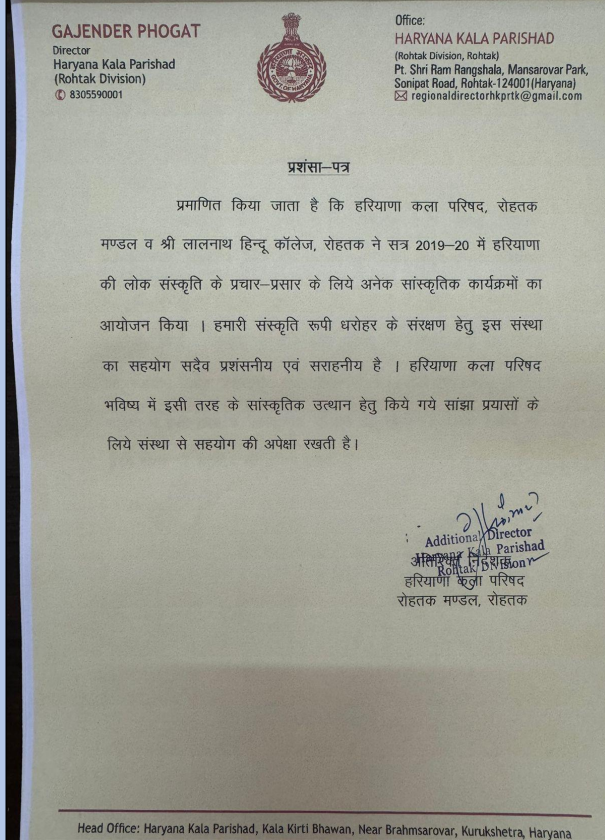 GAJENDER PHOGAT
Director
Haryana Kala Parishad
(Rohtak Division)
8305590001
Office:
HARYANA KALA PARISHAD
(Rohtak Division, Rohtak)
Pt. Shri Ram Rangshala, Mansarovar Park,
Sonipat Road, Rohtak-124001(Haryana)
regionaldirectorhkprtk@gmail.com
प्रशंसा–पत्र
प्रमाणित किया जाता है कि हरियाणा कला परिषद, रोहतक
मण्डल व श्री लालनाथ हिन्दू कॉलेज, रोहतक ने सत्र 2019–20 में हरियाणा
की लोक संस्कृति के प्रचार–प्रसार के लिये अनेक सांस्कृतिक कार्यक्रमों का
आयोजन किया । हमारी संस्कृति रूपी धरोहर के संरक्षण हेतु इस संस्था
का सहयोग सदैव प्रशंसनीय एवं सराहनीय है । हरियाणा कला परिषद
भविष्य में इसी तरह के सांस्कृतिक उत्थान हेतु किये गये सांझा प्रयासों के
लिये संस्था से सहयोग की अपेक्षा रखती है।
Additional Director
Haryana Kala Parishad
Rohtak Division
अतिरिक्त निदेशक
हरियाणा कला परिषद
रोहतक मण्डल, रोहतक
Head Office: Haryana Kala Parishad, Kala Kirti Bhawan, Near Brahmsarovar, Kurukshetra, Haryana